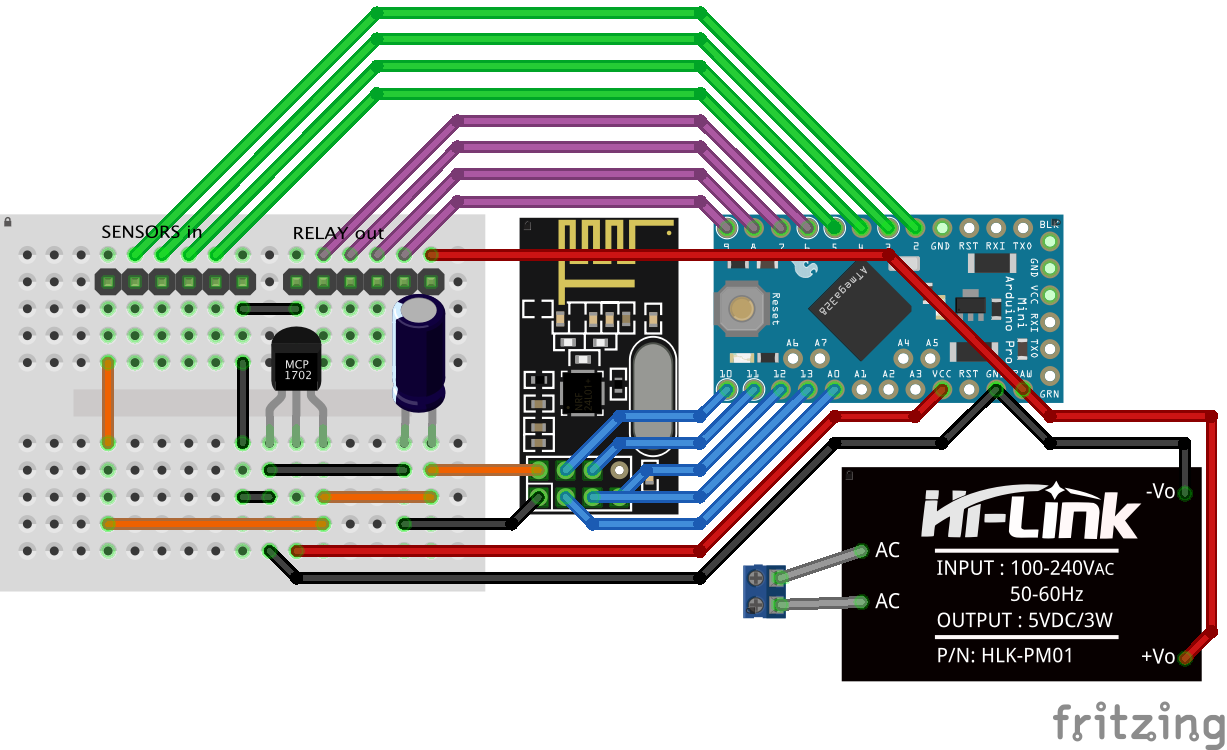 SENSORS in
RELAY out
MCP
1702
NRF
24L01+
9 8 7 6 5 4 3 2 GND RST RXI TXO
BLK
GND
VCC
RXI
TXO
GRN
Reset
ATmega328
Arduino Pro
Mini
A6 A7 A4 A5
10 11 12 13 A0 A1 A2 A3 VCC RST GND RAW
Hi-Link
-Vo
AC
INPUT : 100-240VAC
50-60Hz
AC
OUTPUT : 5VDC/3W
P/N: HLK-PM01
+Vo
fritzing